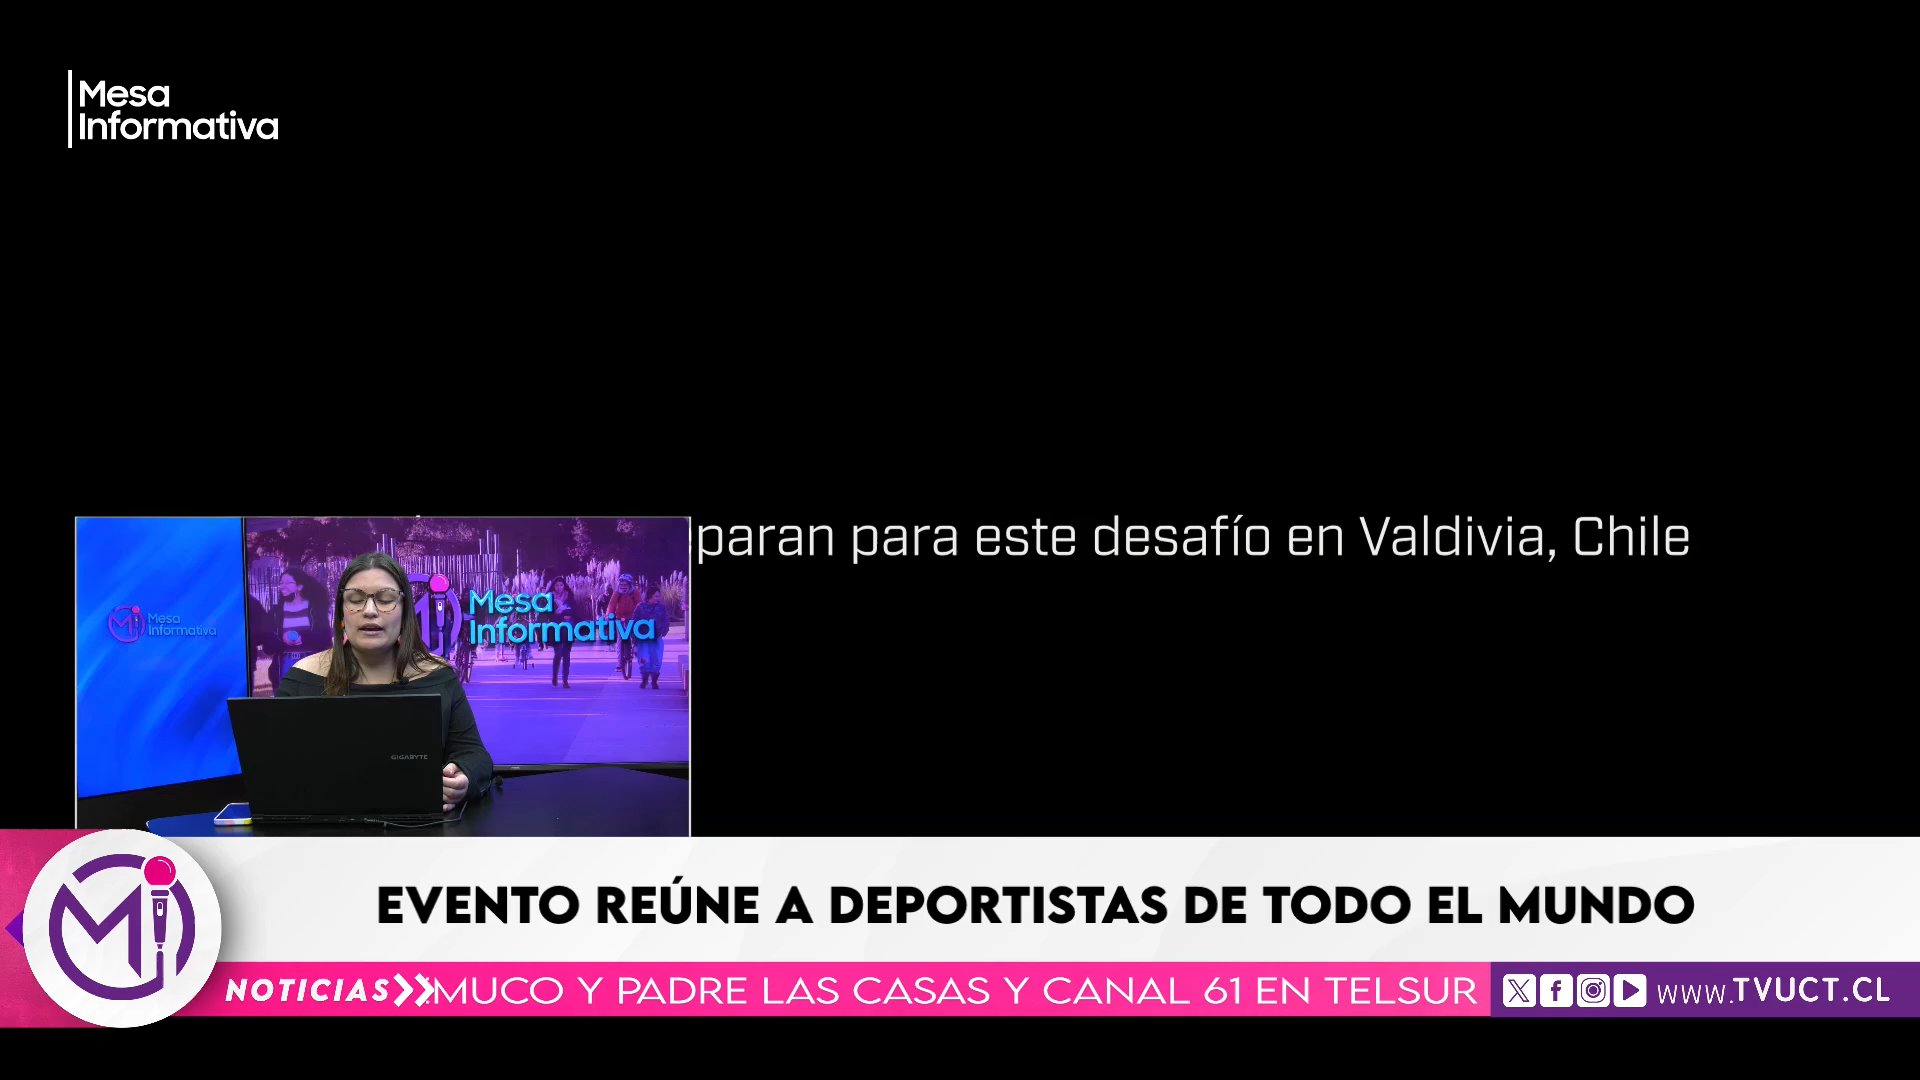 Mesa
Informativa
paran para este desafío en Valdivia, Chile
Mesa
Informativa
Mesa
Informativa
GIGABYTE
EVENTO REÚNE A DEPORTISTAS DE TODO EL MUNDO
NOTICIAS
MUCO Y PADRE LAS CASAS Y CANAL 61 EN TELSUR
WWW.TVUCT.CL